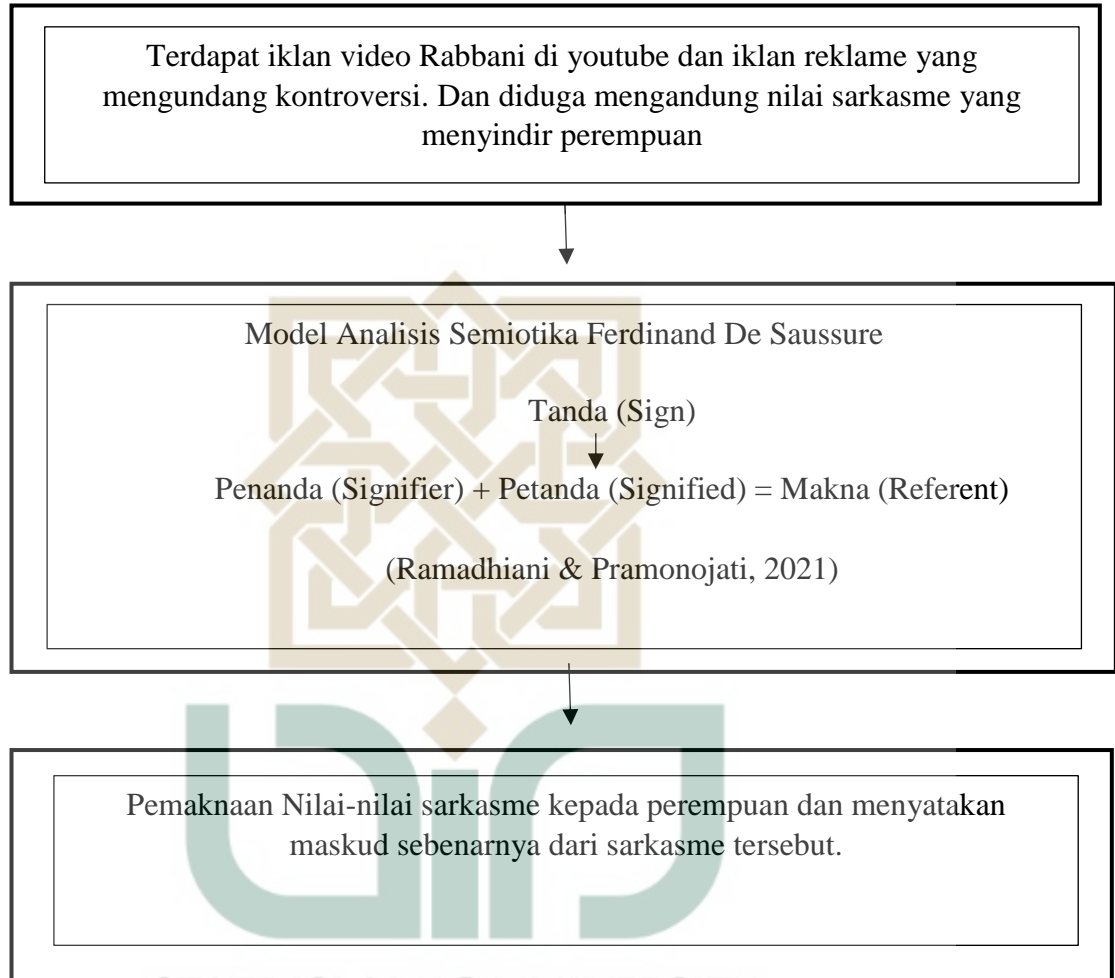 Terdapat iklan video Rabbani di youtube dan iklan reklame yang
mengundang kontroversi. Dan diduga mengandung nilai sarkasme yang
menyindir perempuan
Model Analisis Semiotika Ferdinand De Saussure
Tanda (Sign)
Penanda (Signifier) + Petanda (Signified) = Makna (Referent)
(Ramadhiani & Pramonojati, 2021)
Pemaknaan Nilai-nilai sarkasme kepada perempuan dan menyatakan
maskud sebenarnya dari sarkasme tersebut.